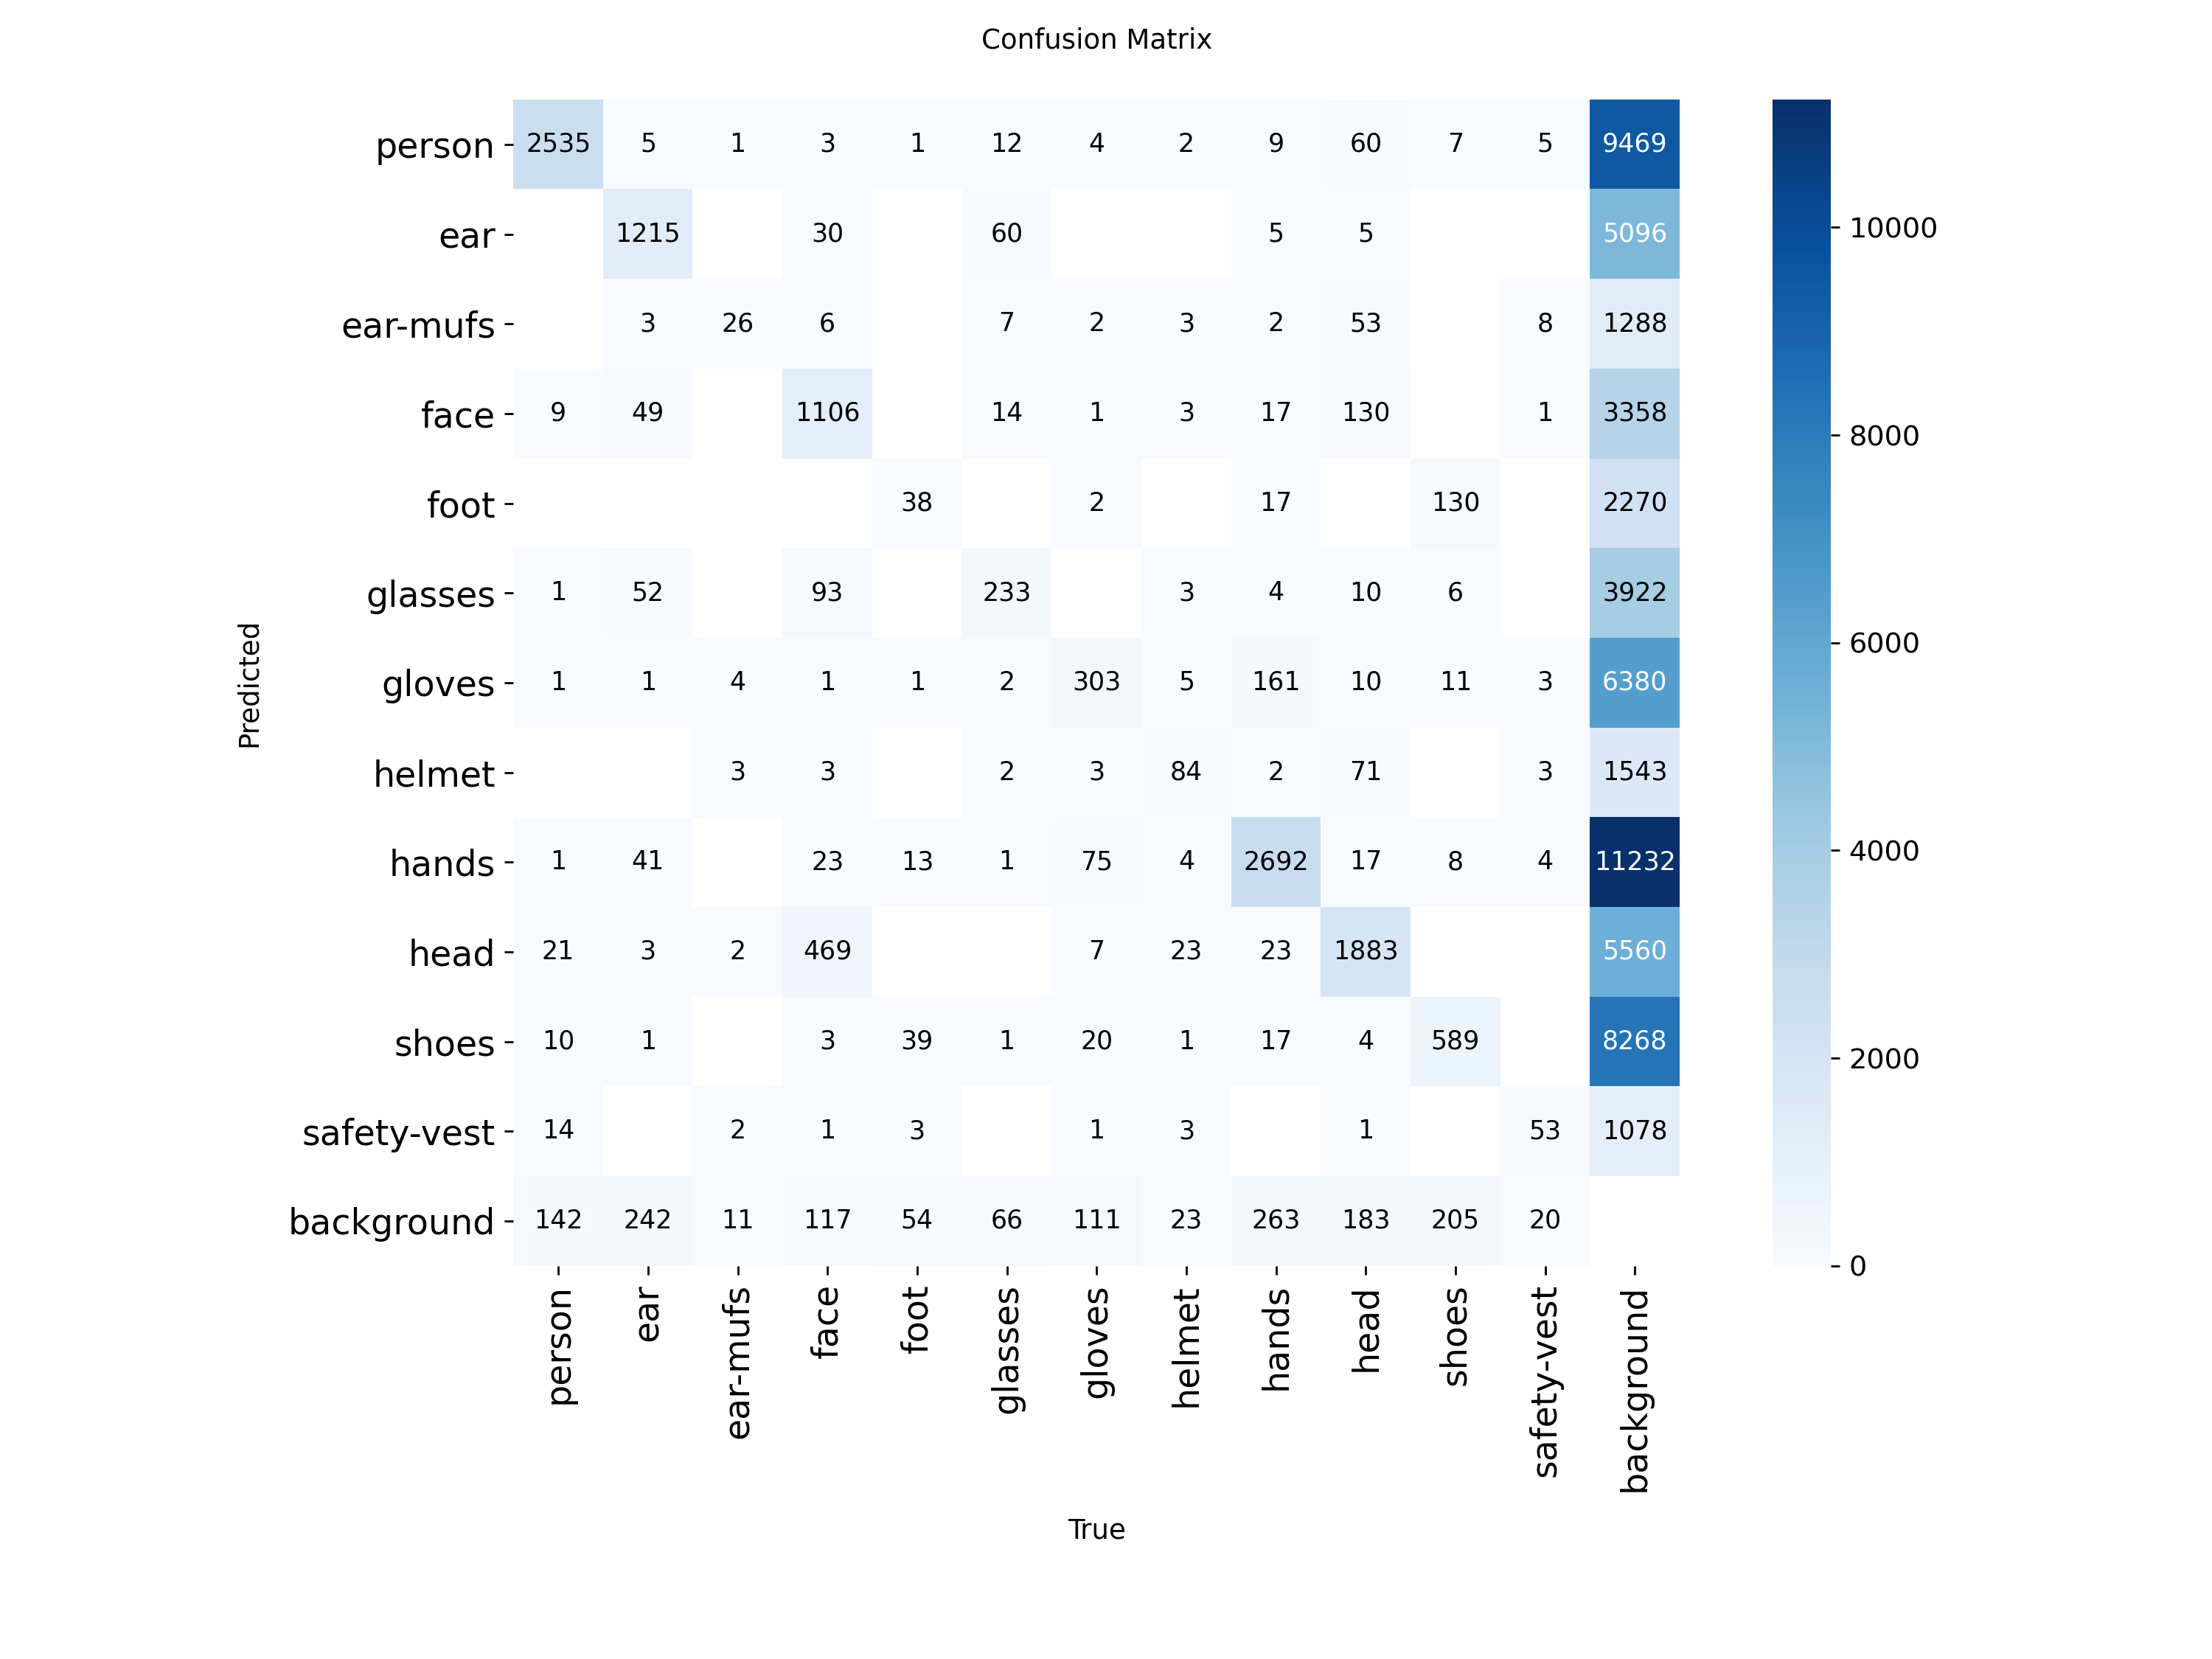 Confusion Matrix
person 2535 5 1 3 1 12 4 2 9 60 7 5 9469
ear 1215 30 60 5 5 5096
ear-mufs 3 26 6 7 2 3 2 53 8 1288
face 9 49 1106 14 1 3 17 130 1 3358
foot 38 2 17 130 2270
glasses 1 52 93 233 3 4 10 6 3922
gloves 1 1 4 1 1 2 303 5 161 10 11 3 6380
helmet 3 3 2 3 84 2 71 3 1543
hands 1 41 23 13 1 75 4 2692 17 8 4 11232
head 21 3 2 469 7 23 23 1883 5560
shoes 10 1 3 39 1 20 1 17 4 589 8268
safety-vest 14 2 1 3 1 3 1 53 1078
background 142 242 11 117 54 66 111 23 263 183 205 20
person ear ear-mufs face foot glasses gloves helmet hands head shoes safety-vest background
True
Predicted
10000
8000
6000
4000
2000
0